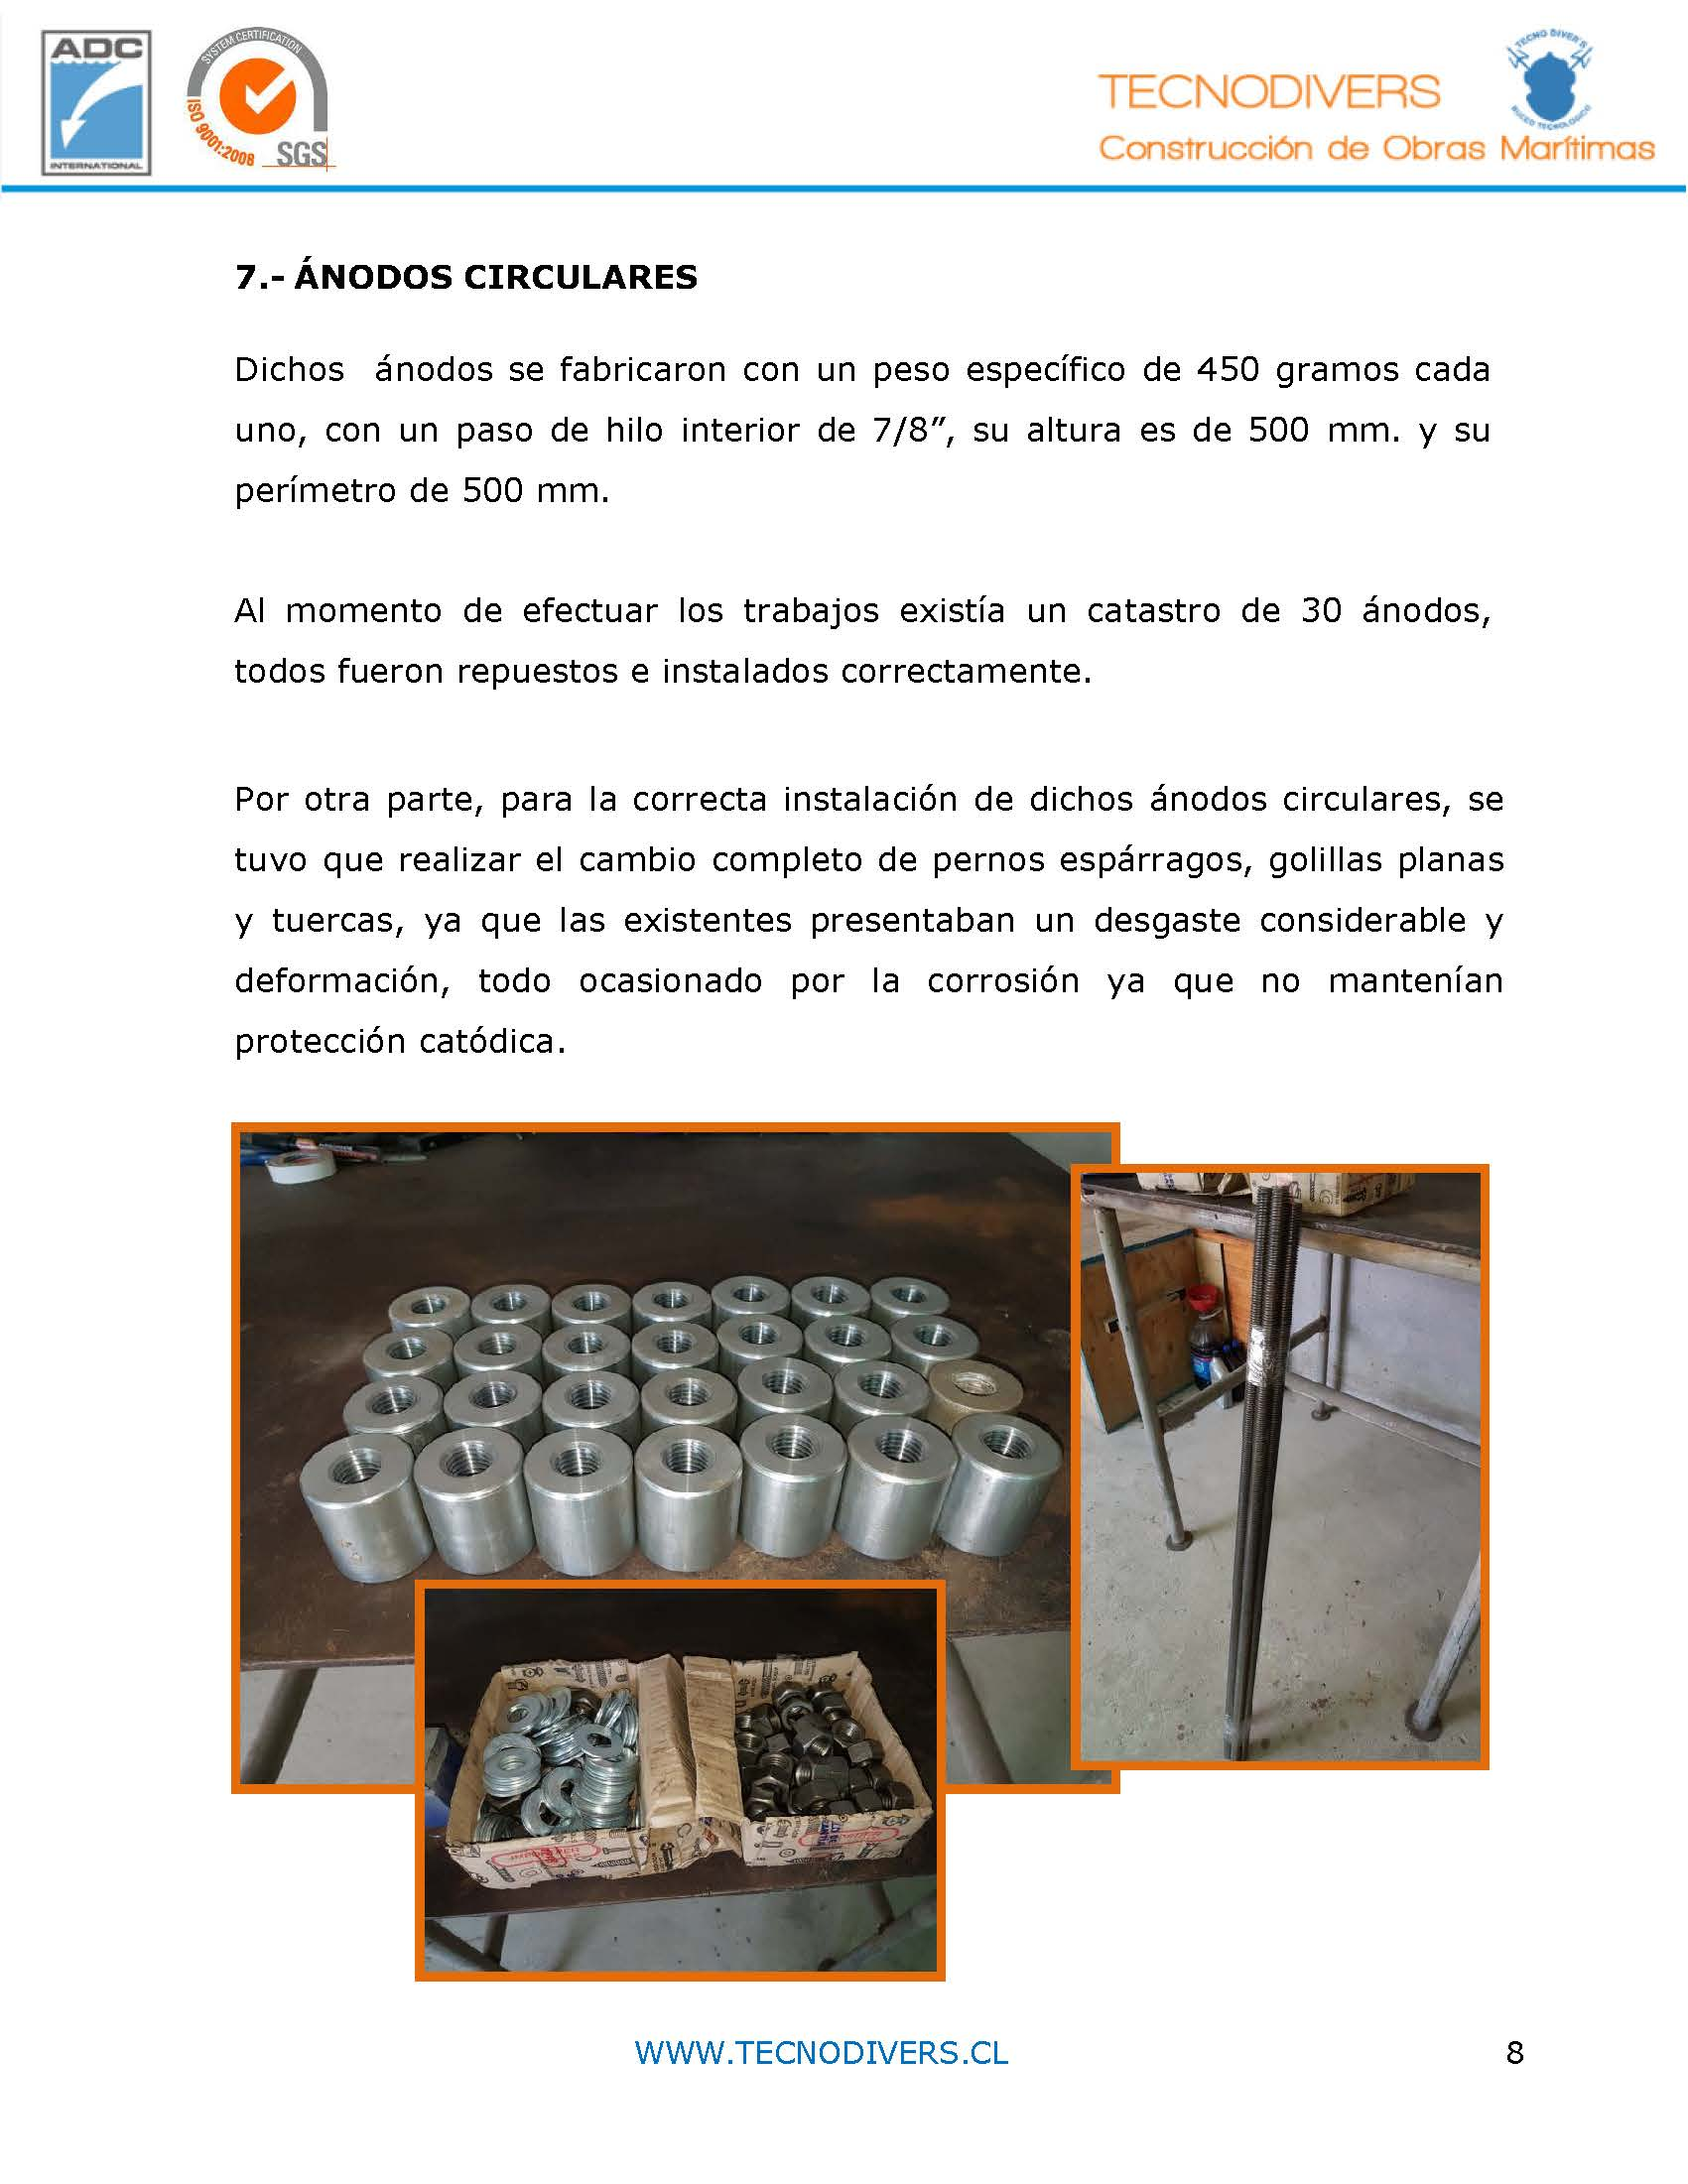 ADC
INTERNATIONAL
SYSTEM CERTIFICATION
ISO 9001:2008
SGS
TECNODIVERS
Construcción de Obras Marítimas
TECNO DIVER'S
BUCEO TECNOLOGICO
7.- ÁNODOS CIRCULARES
Dichos ánodos se fabricaron con un peso específico de 450 gramos cada
uno, con un paso de hilo interior de 7/8”, su altura es de 500 mm. y su
perímetro de 500 mm.
Al momento de efectuar los trabajos existía un catastro de 30 ánodos,
todos fueron repuestos e instalados correctamente.
Por otra parte, para la correcta instalación de dichos ánodos circulares, se
tuvo que realizar el cambio completo de pernos espárragos, golillas planas
y tuercas, ya que las existentes presentaban un desgaste considerable y
deformación, todo ocasionado por la corrosión ya que no mantenían
protección catódica.
WWW.TECNODIVERS.CL
8